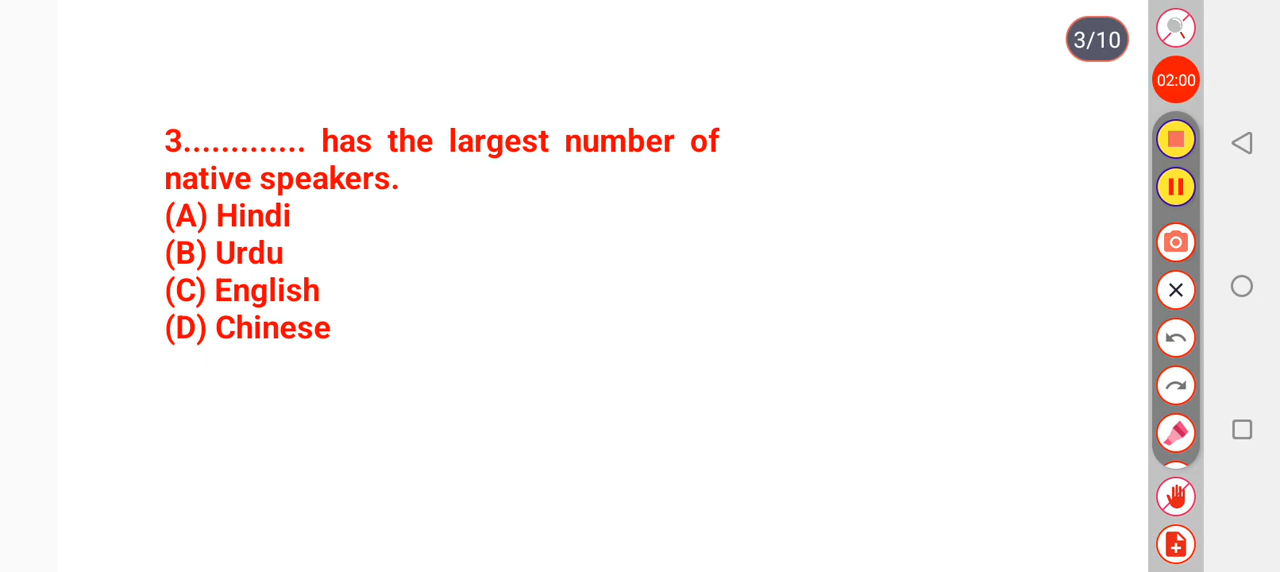 3/10
02:00
3............. has the largest number of
native speakers.
(A) Hindi
(B) Urdu
(C) English
(D) Chinese